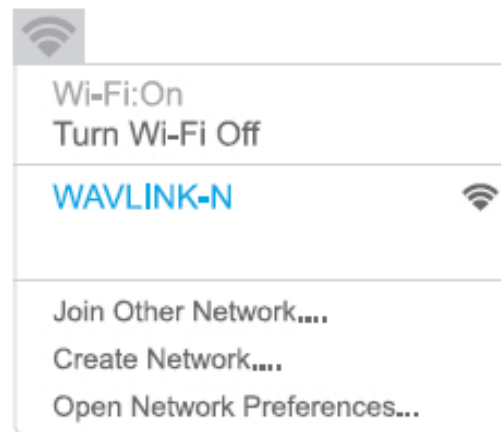 Wi-Fi:On
Turn Wi-Fi Off
WAVLINK-N
Join Other Network....
Create Network....
Open Network Preferences...